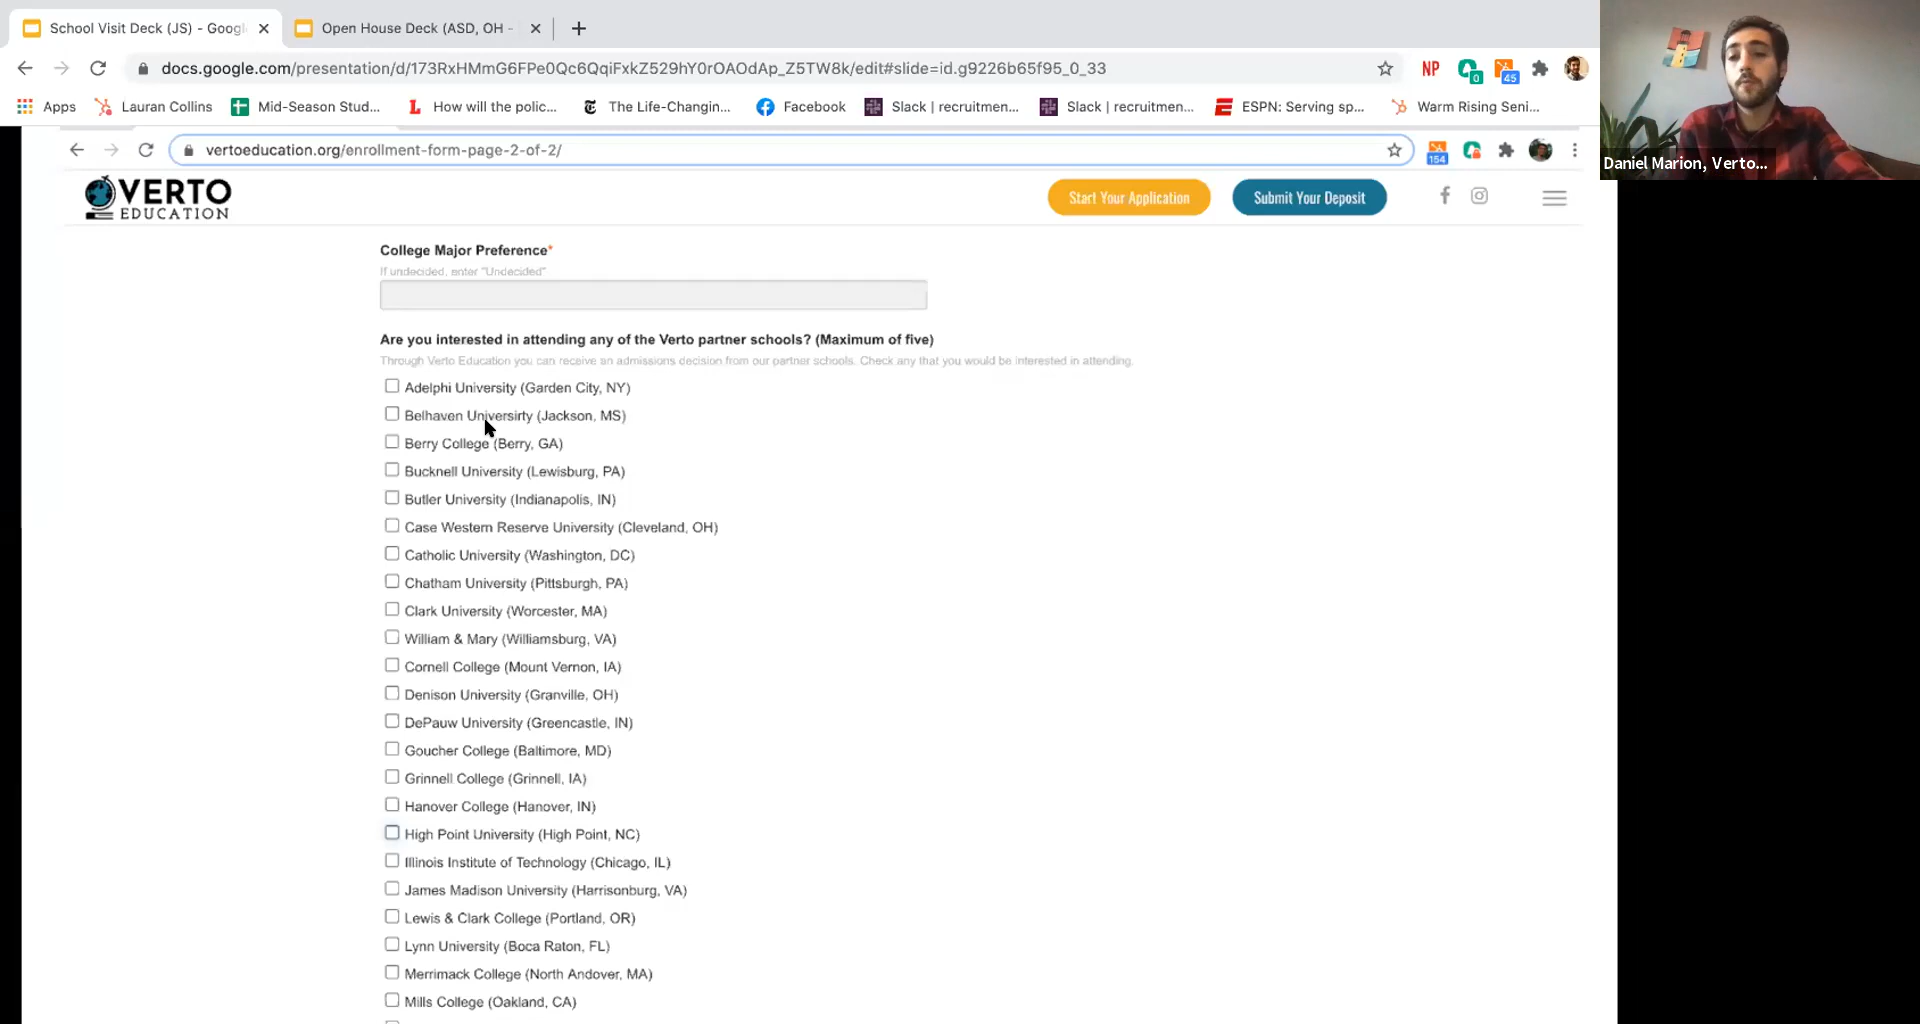 School Visit Deck (JS) - Googl
Open House Deck (ASD, OH -
docs.google.com/presentation/d/173RxHMmG6FPe0Qc6QqiFxkZ529hY0rOAOdAp_Z5TW8k/edit#slide=id.g9226b65f95_0_33
NP
0
45
Apps
Lauran Collins
Mid-Season Stud...
L How will the polic...
The Life-Changin...
Facebook
Slack | recruitmen...
Slack | recruitmen...
ESPN: Serving sp...
Warm Rising Seni...
Daniel Marion, Verto...
vertoeducation.org/enrollment-form-page-2-of-2/
154
VERTO
EDUCATION
Start Your Application
Submit Your Deposit
College Major Preference*
If undecided, enter "Undecided"
Are you interested in attending any of the Verto partner schools? (Maximum of five)
Through Verto Education you can receive an admissions decision from our partner schools. Check any that you would be interested in attending.
Adelphi University (Garden City, NY)
Belhaven Universirty (Jackson, MS)
Berry College (Berry, GA)
Bucknell University (Lewisburg, PA)
Butler University (Indianapolis, IN)
Case Western Reserve University (Cleveland, OH)
Catholic University (Washington, DC)
Chatham University (Pittsburgh, PA)
Clark University (Worcester, MA)
William & Mary (Williamsburg, VA)
Cornell College (Mount Vernon, IA)
Denison University (Granville, OH)
DePauw University (Greencastle, IN)
Goucher College (Baltimore, MD)
Grinnell College (Grinnell, IA)
Hanover College (Hanover, IN)
High Point University (High Point, NC)
Illinois Institute of Technology (Chicago, IL)
James Madison University (Harrisonburg, VA)
Lewis & Clark College (Portland, OR)
Lynn University (Boca Raton, FL)
Merrimack College (North Andover, MA)
Mills College (Oakland, CA)